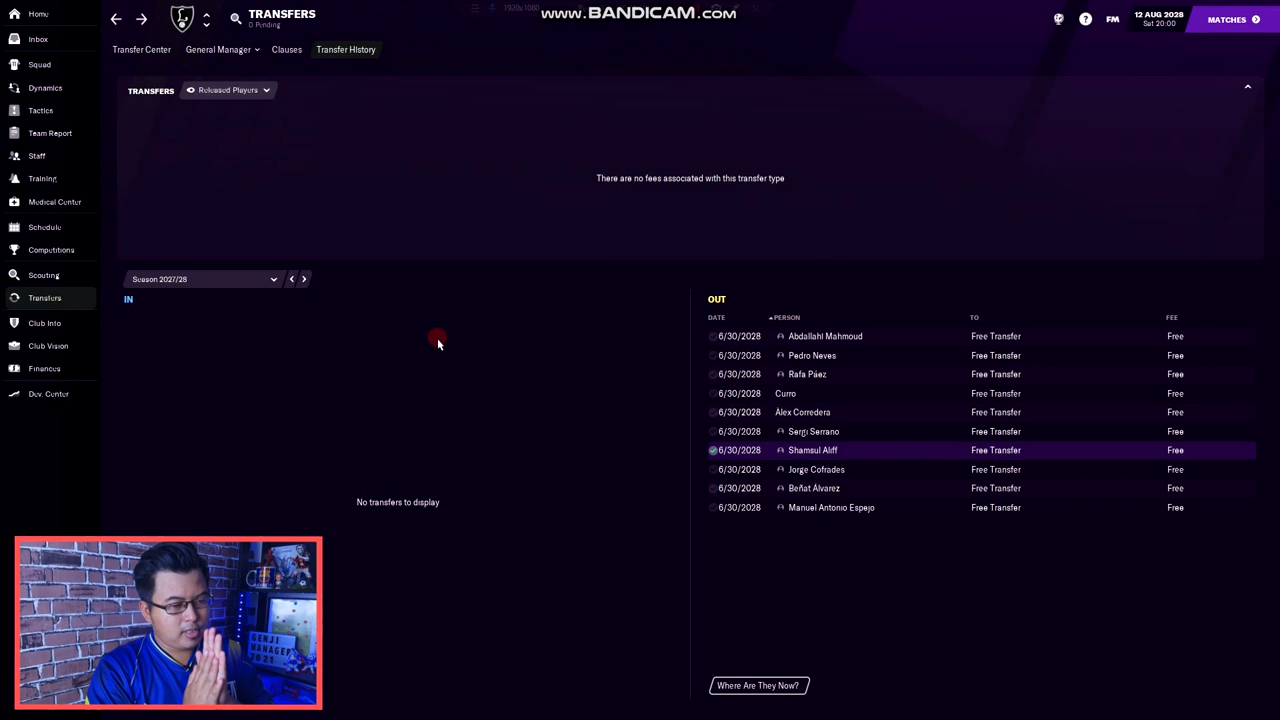 1920x1080
www.BANDICAM.com
Home
Inbox
Squad
Dynamics
Tactics
Team Report
Staff
Training
Medical Center
Schedule
Competitions
Scouting
Transfers
Club Info
Club Vision
Finances
Dev. Center
TRANSFERS
0 Pending
FM
12 AUG 2028
Sat 20:00
MATCHES
Transfer Center
General Manager
Clauses
Transfer History
TRANSFERS
Released Players
There are no fees associated with this transfer type
Season 2027/28
IN
No transfers to display
OUT
DATE PERSON TO FEE
6/30/2028 Abdallahi Mahmoud Free Transfer Free
6/30/2028 Pedro Neves Free Transfer Free
6/30/2028 Rafa Páez Free Transfer Free
6/30/2028 Curro Free Transfer Free
6/30/2028 Álex Corredera Free Transfer Free
6/30/2028 Sergi Serrano Free Transfer Free
6/30/2028 Shamsul Aliff Free Transfer Free
6/30/2028 Jorge Cofrades Free Transfer Free
6/30/2028 Beñat Álvarez Free Transfer Free
6/30/2028 Manuel Antonio Espejo Free Transfer Free
Where Are They Now?
GENJI
MANAGER
2021